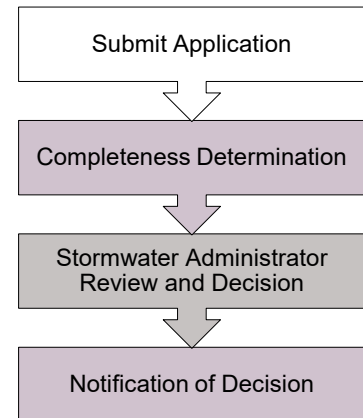 Submit Application
Completeness Determination
Stormwater Administrator
Review and Decision
Notification of Decision